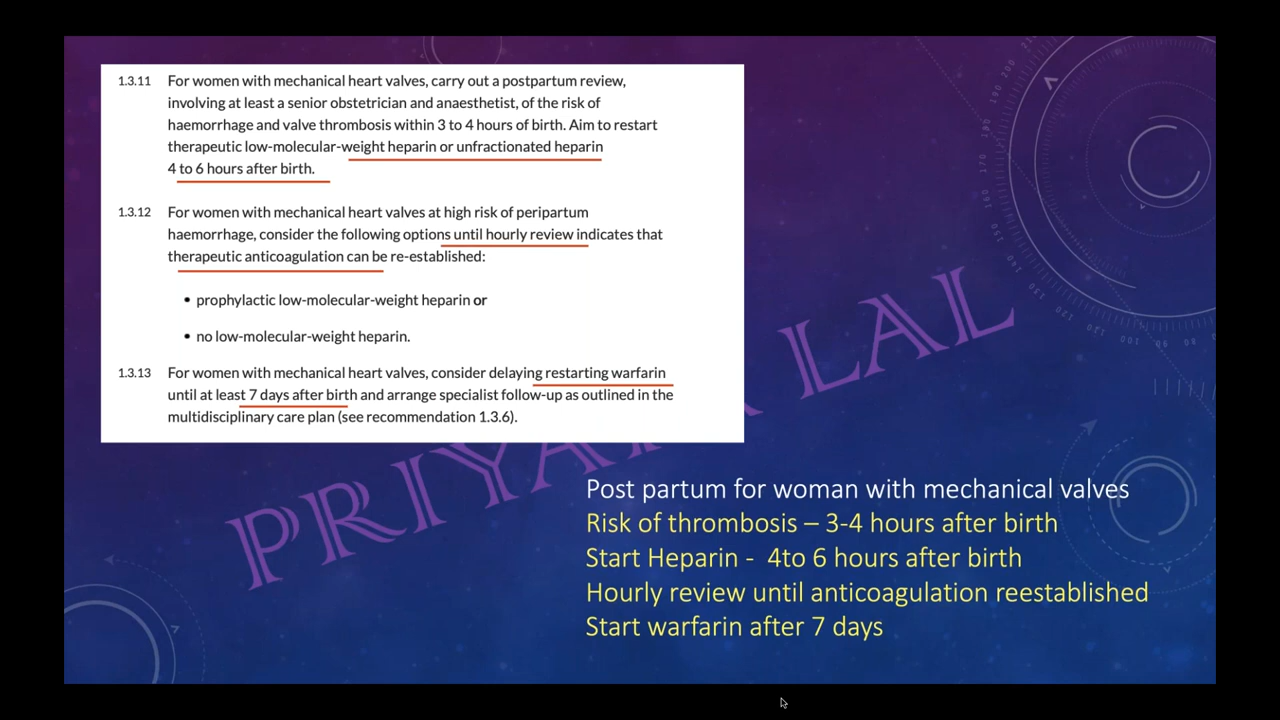 1.3.11 For women with mechanical heart valves, carry out a postpartum review,
involving at least a senior obstetrician and anaesthetist, of the risk of
haemorrhage and valve thrombosis within 3 to 4 hours of birth. Aim to restart
therapeutic low-molecular-weight heparin or unfractionated heparin
4 to 6 hours after birth.
1.3.12 For women with mechanical heart valves at high risk of peripartum
haemorrhage, consider the following options until hourly review indicates that
therapeutic anticoagulation can be re-established:
• prophylactic low-molecular-weight heparin or
• no low-molecular-weight heparin.
1.3.13 For women with mechanical heart valves, consider delaying restarting warfarin
until at least 7 days after birth and arrange specialist follow-up as outlined in the
multidisciplinary care plan (see recommendation 1.3.6).
LAL
Post partum for woman with mechanical valves
Risk of thrombosis – 3-4 hours after birth
Start Heparin - 4to 6 hours after birth
Hourly review until anticoagulation reestablished
Start warfarin after 7 days